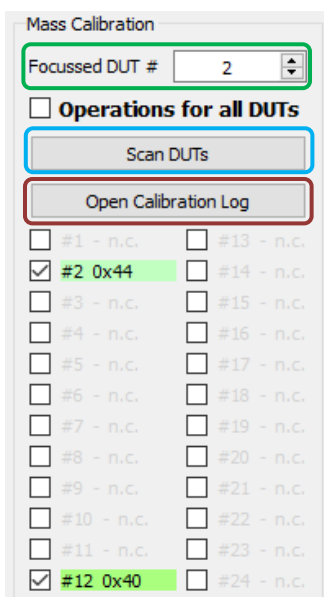 Mass Calibration
Focussed DUT # 2
Operations for all DUTs
Scan DUTs
Open Calibration Log
#1 - n.c. #13 - n.c.
#2 0x44 #14 - n.c.
#3 - n.c. #15 - n.c.
#4 - n.c. #16 - n.c.
#5 - n.c. #17 - n.c.
#6 - n.c. #18 - n.c.
#7 - n.c. #19 - n.c.
#8 - n.c. #20 - n.c.
#9 - n.c. #21 - n.c.
#10 - n.c. #22 - n.c.
#11 - n.c. #23 - n.c.
#12 0x40 #24 - n.c.